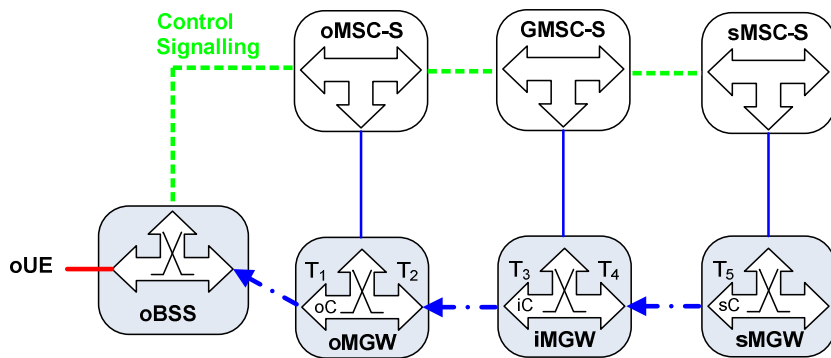 Control
Signalling
oMSC-S
GMSC-S
sMSC-S
oUE
oBSS
T1
T2
oC
oMGW
T3
T4
iC
iMGW
T5
sC
sMGW